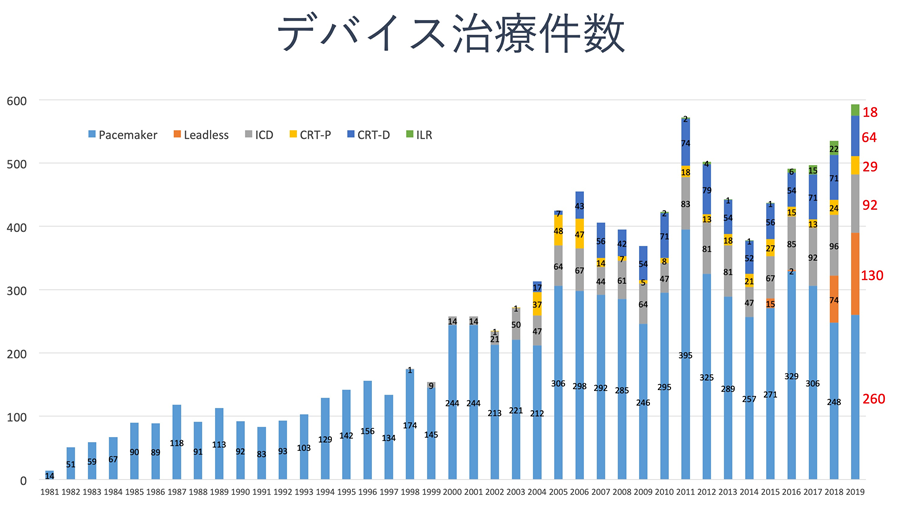 デバイス治療件数
600
500
400
300
200
100
0
Pacemaker Leadless ICD CRT-P CRT-D ILR
14 51 59 67 90 89 118 91 113 92 83 93 103 129 142 156 134 174 145 244 244 213 221 212 306 298 292 285 246 295 395 325 289 257 271 329 306 248
15 2 74
1 9 14 14 21 50 47 64 67 44 61 64 47 83 81 81 47 67 85 92 96
1 1 37 48 47 14 7 5 8 18 13 18 21 27 15 13 24
17 7 43 56 42 54 71 74 79 54 52 56 54 71 71
2 2 4 1 1 1 6 15 22
18
64
29
92
130
260
1981 1982 1983 1984 1985 1986 1987 1988 1989 1990 1991 1992 1993 1994 1995 1996 1997 1998 1999 2000 2001 2002 2003 2004 2005 2006 2007 2008 2009 2010 2011 2012 2013 2014 2015 2016 2017 2018 2019